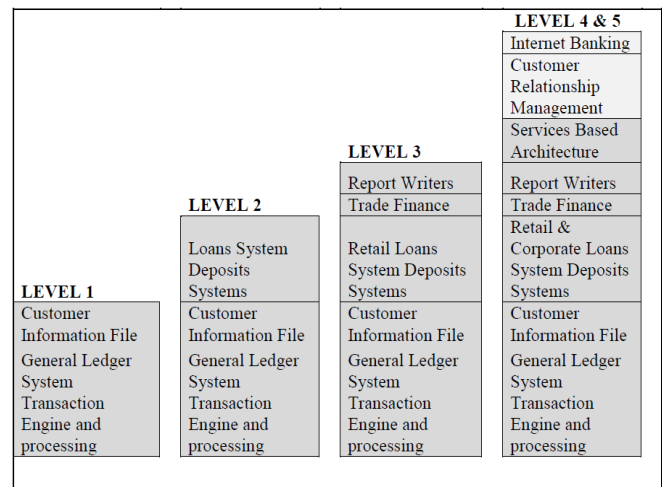 LEVEL 1
Customer
Information File
General Ledger
System
Transaction
Engine and
processing
LEVEL 2
Loans System
Deposits
Systems
Customer
Information File
General Ledger
System
Transaction
Engine and
processing
LEVEL 3
Report Writers
Trade Finance
Retail Loans
System Deposits
Systems
Customer
Information File
General Ledger
System
Transaction
Engine and
processing
LEVEL 4 & 5
Internet Banking
Customer
Relationship
Management
Services Based
Architecture
Report Writers
Trade Finance
Retail &
Corporate Loans
System Deposits
Systems
Customer
Information File
General Ledger
System
Transaction
Engine and
processing